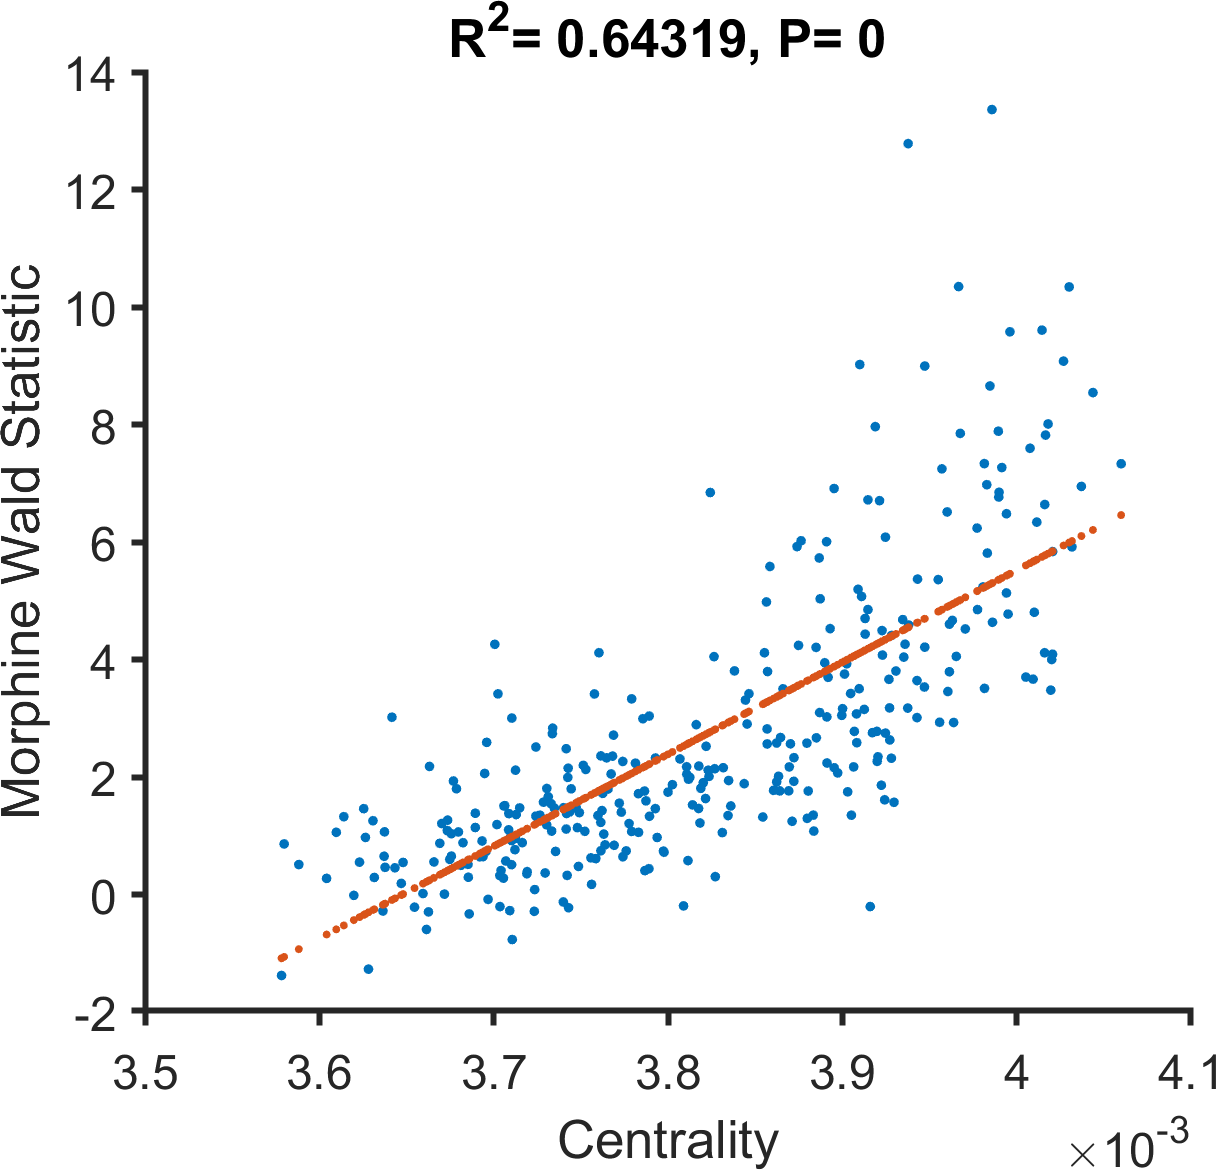 R²= 0.64319, P= 0
14
12
10
8
6
4
2
0
-2
Morphine Wald Statistic
3.5 3.6 3.7 3.8 3.9 4 4.1
Centrality
×10⁻³